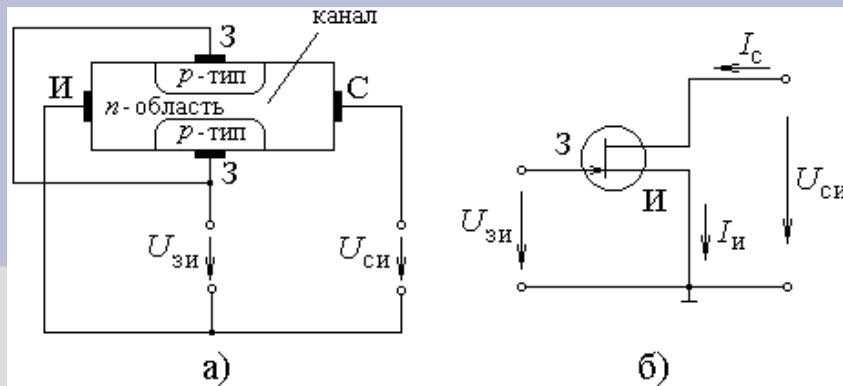 канал
З
p-тип
И
n-область
С
p-тип
З
Uзи
Uси
а)
Iс
З
И
Uзи
Iи
Uси
б)